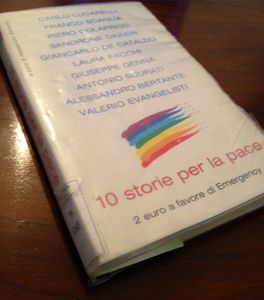 CARLO LUCARELLI
FRANCO SCAGLIA
PIERO COLAPRICO
SANDRONE DAZIERI
GIANCARLO DE CATALDO
LAURA FACCHI
GIUSEPPE GENNA
ANTONIO SCURATI
ALESSANDRO BERTANTE
VALERIO EVANGELISTI
10 storie per la pace
2 euro a favore di Emergency